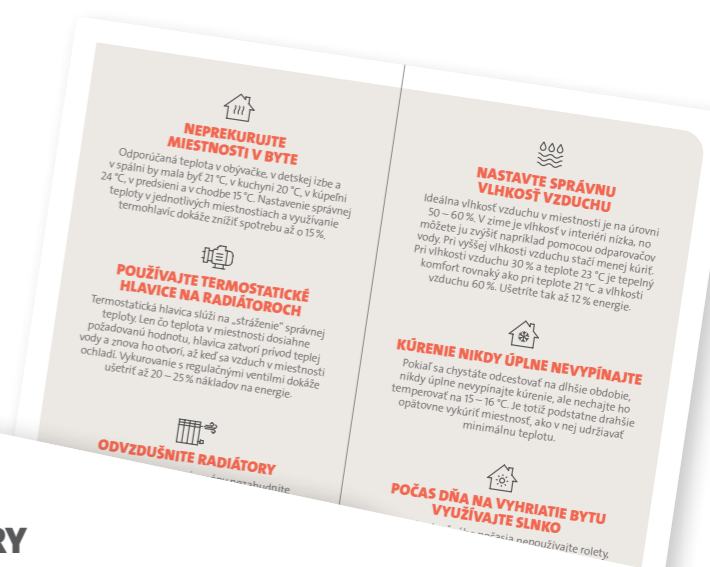 NEPREKURUJTE
MIESTNOSTI V BYTE
Odporúčaná teplota v obývačke, v detskej izbe a
v spálni by mala byť 21 °C, v kuchyni 20 °C, v kúpeľni
24 °C, v predsieni a v chodbe 15 °C. Nastavenie správnej
teploty v jednotlivých miestnostiach a využívanie
termohlavíc dokáže znížiť spotrebu až o 15 %.
POUŽÍVAJTE TERMOSTATICKÉ
HLAVICE NA RADIÁTOROCH
Termostatická hlavica slúži na „stráženie“ správnej
teploty. Len čo teplota v miestnosti dosiahne
požadovanú hodnotu, hlavica zatvorí prívod teplej
vody a znova ho otvorí, až keď sa vzduch v miestnosti
ochladí. Vykurovanie s regulačnými ventilmi dokáže
ušetriť až 20 – 25 % nákladov na energie.
ODVZDUŠNITE RADIÁTORY
nezabudnite
NASTAVTE SPRÁVNU
VLHKOSŤ VZDUCHU
Ideálna vlhkosť vzduchu v miestnosti je na úrovni
50 – 60 %. V zime je vlhkosť v interiéri nízka, no
môžete ju zvýšiť napríklad pomocou odparovačov
vody. Pri vyššej vlhkosti vzduchu stačí menej kúriť.
Pri vlhkosti vzduchu 30 % a teplote 23 °C je tepelný
komfort rovnaký ako pri teplote 21 °C a vlhkosti
vzduchu 60 %. Ušetríte tak až 12 % energie.
KÚRENIE NIKDY ÚPLNE NEVYPÍNAJTE
Pokiaľ sa chystáte odcestovať na dlhšie obdobie,
nikdy úplne nevypínajte kúrenie, ale nechajte ho
temperovať na 15 – 16 °C. Je totiž podstatne drahšie
opätovne vykúriť miestnosť, ako v nej udržiavať
minimálnu teplotu.
POČAS DŇA NA VYHRIATIE BYTU
VYUŽÍVAJTE SLNKO
počasia nepoužívajte rolety,
RY